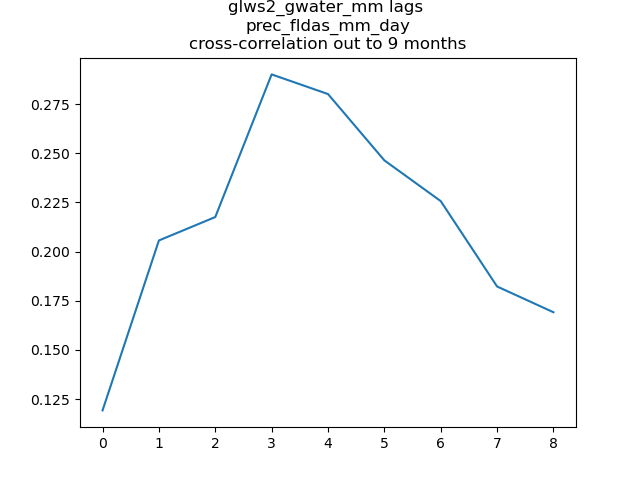 glws2_gwater_mm lags
prec_fldas_mm_day
cross-correlation out to 9 months
0.275
0.250
0.225
0.200
0.175
0.150
0.125
0 1 2 3 4 5 6 7 8